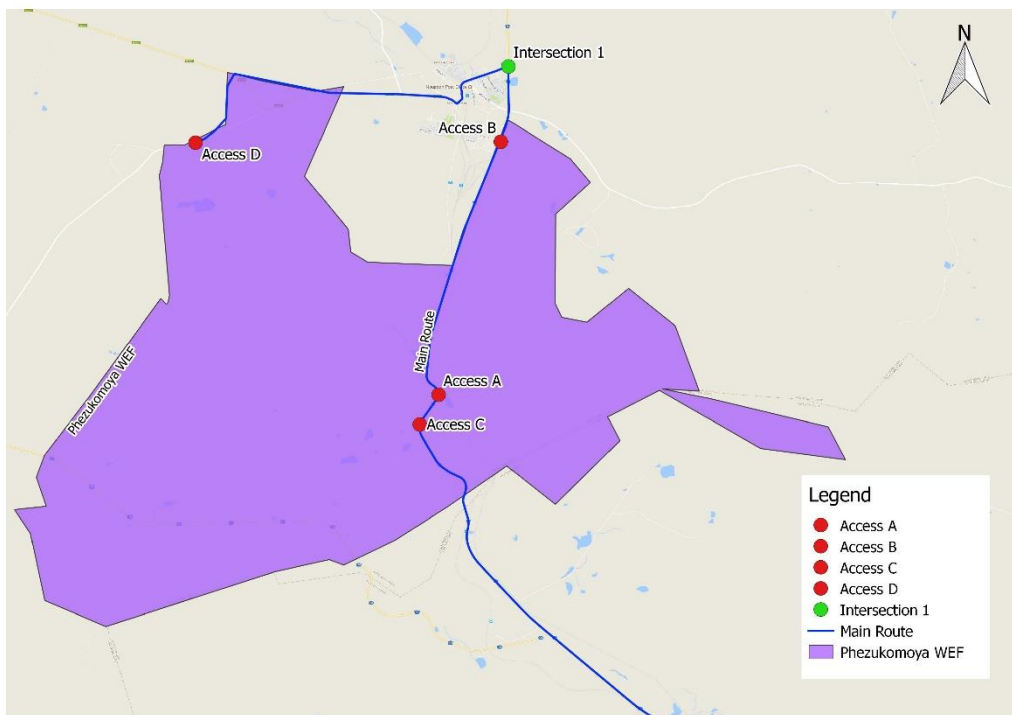 N
Intersection 1
Access B
Access D
Main Route
Phezukomoya WEF
Access A
Access C
Legend
Access A
Access B
Access C
Access D
Intersection 1
Main Route
Phezukomoya WEF